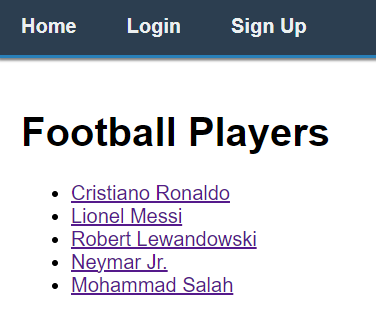 Home Login Sign Up
Football Players
Cristiano Ronaldo
Lionel Messi
Robert Lewandowski
Neymar Jr.
Mohammad Salah